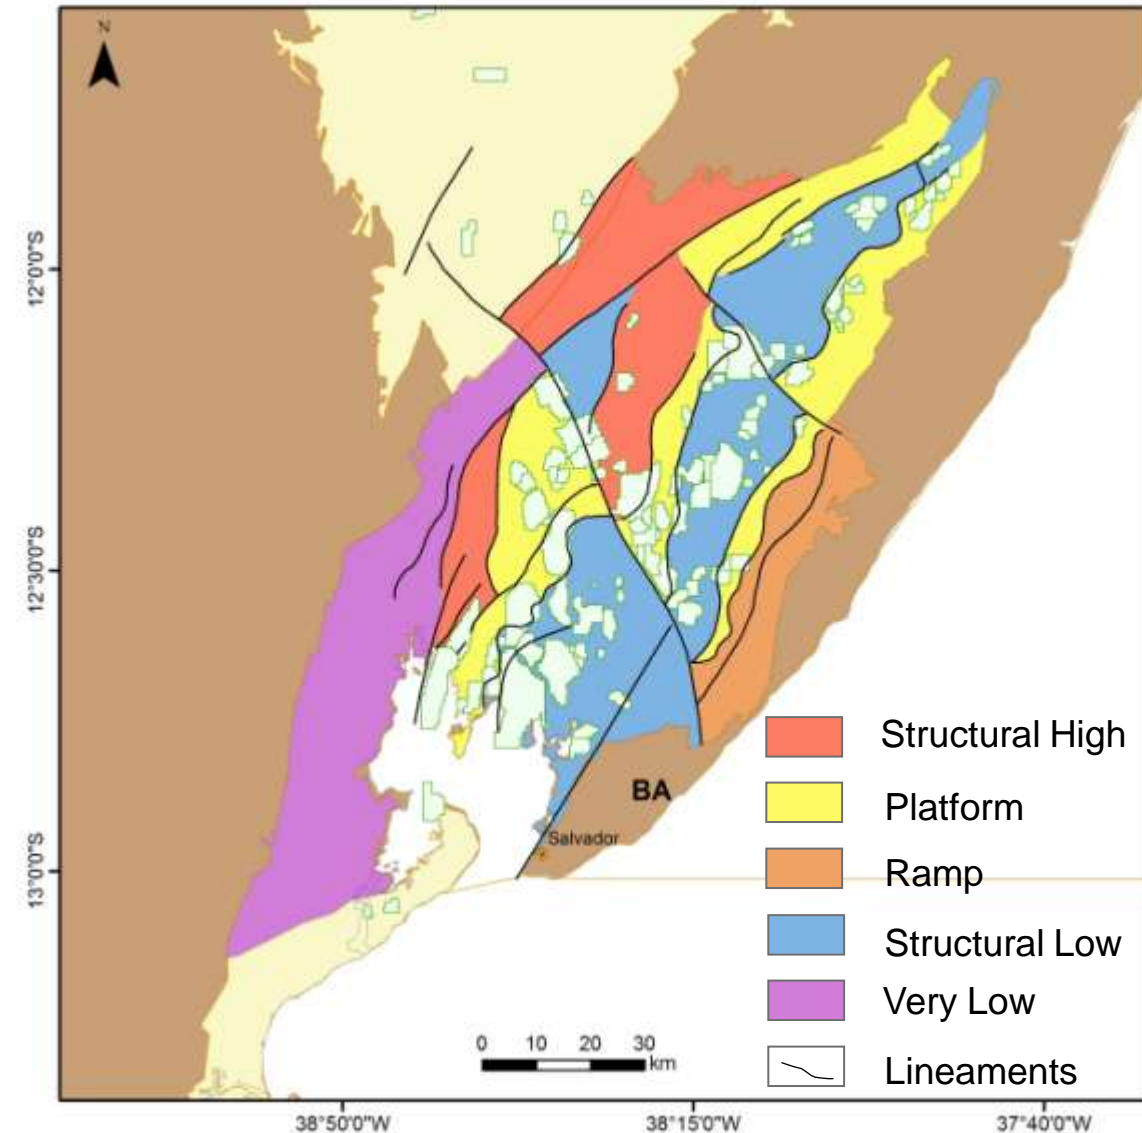 N
12°0'0"S
12°30'0"S
13°0'0"S
BA
Salvador
Structural High
Platform
Ramp
Structural Low
Very Low
Lineaments
0 10 20 30
km
38°50'0"W
38°15'0"W
37°40'0"W